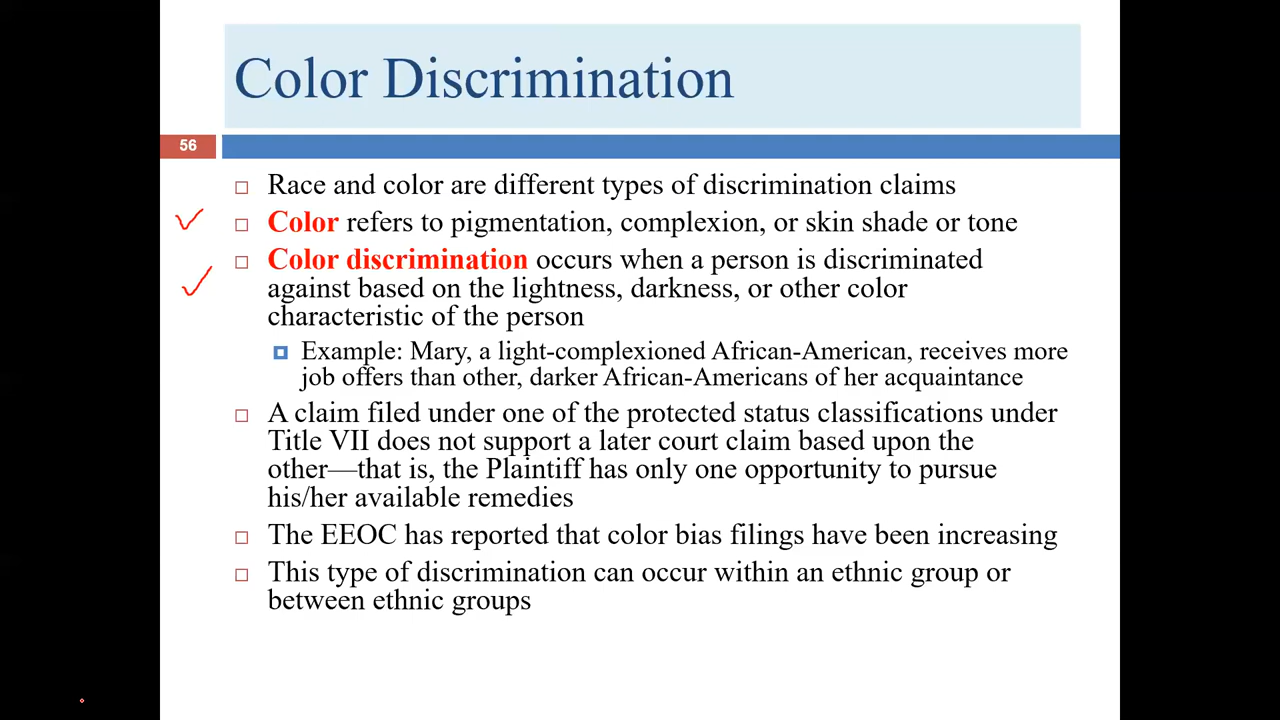 Color Discrimination
56
Race and color are different types of discrimination claims
Color refers to pigmentation, complexion, or skin shade or tone
Color discrimination occurs when a person is discriminated
against based on the lightness, darkness, or other color
characteristic of the person
Example: Mary, a light-complexioned African-American, receives more
job offers than other, darker African-Americans of her acquaintance
A claim filed under one of the protected status classifications under
Title VII does not support a later court claim based upon the
other—that is, the Plaintiff has only one opportunity to pursue
his/her available remedies
The EEOC has reported that color bias filings have been increasing
This type of discrimination can occur within an ethnic group or
between ethnic groups